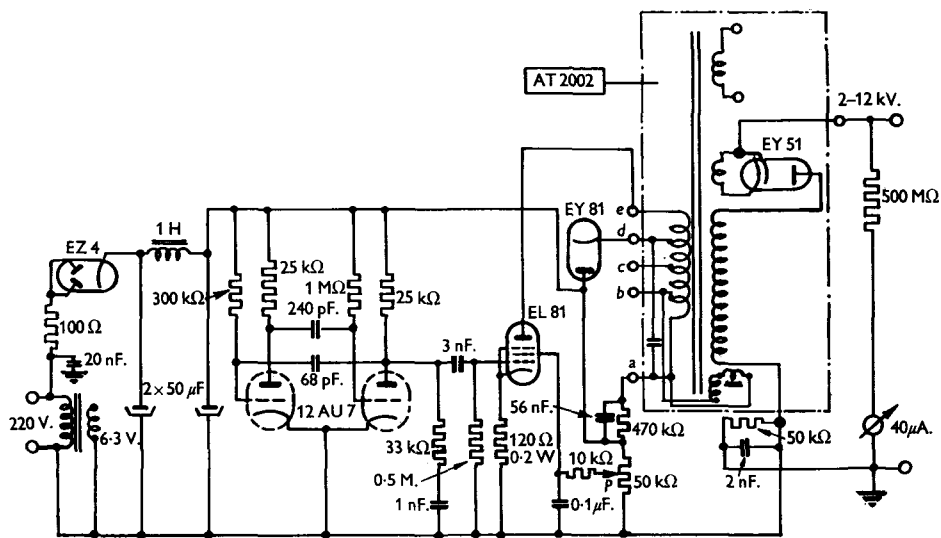 AT 2002
2–12 kV.
EY 51
500 MΩ
EY 81
e
d
c
b
a
1 H
EZ 4
100 Ω
20 nF.
220 V.
6·3 V.
2 × 50 μF
300 kΩ
25 kΩ
1 MΩ
240 pF.
25 kΩ
68 pF.
12 AU 7
3 nF.
EL 81
33 kΩ
0·5 M.
1 nF.
120 Ω
0·2 W
56 nF.
470 kΩ
10 kΩ
P
50 kΩ
0·1 μF.
50 kΩ
2 nF.
40μA.